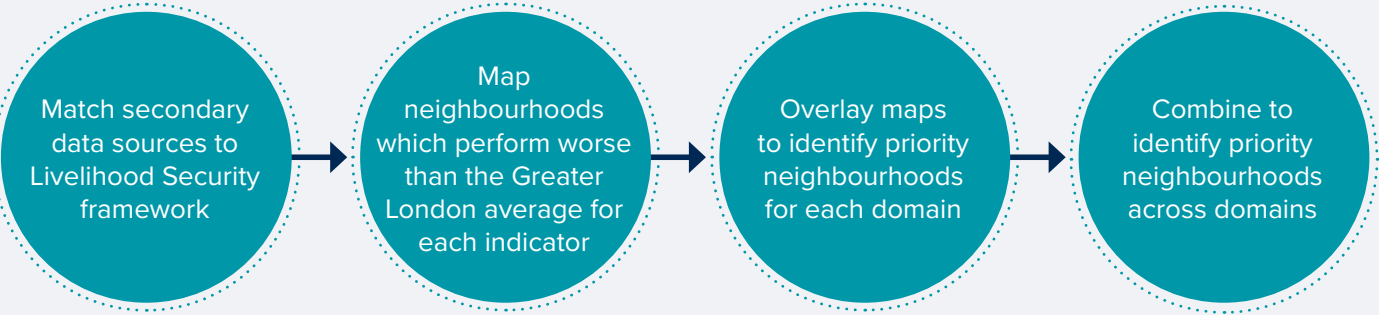 Match secondary
data sources to
Livelihood Security
framework
Map
neighbourhoods
which perform worse
than the Greater
London average for
each indicator
Overlay maps
to identify priority
neighbourhoods
for each domain
Combine to
identify priority
neighbourhoods
across domains